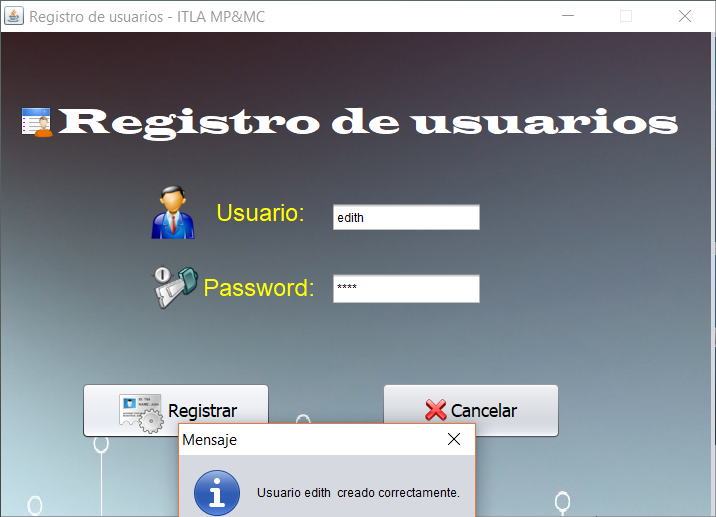 Registro de usuarios - ITLA MP&MC
Registro de usuarios
Usuario:
edith
Password:
****
Registrar
Cancelar
Mensaje
Usuario edith  creado correctamente.